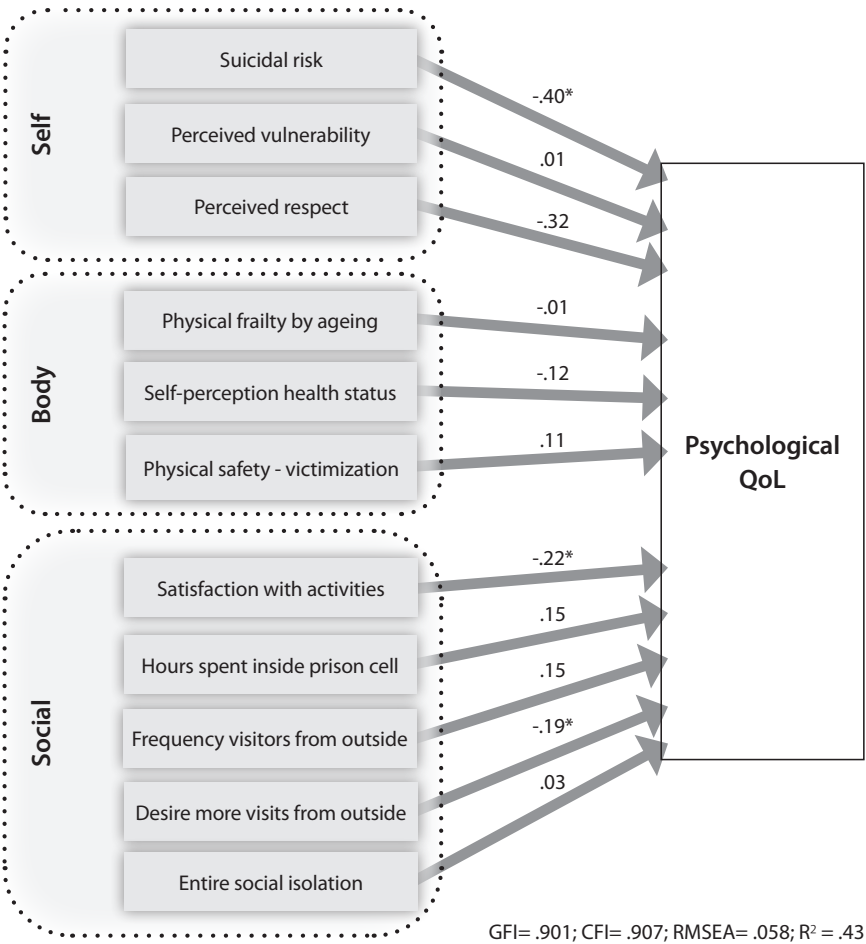 Self
Suicidal risk
-.40*
Perceived vulnerability
.01
Perceived respect
-.32
Body
Physical frailty by ageing
-.01
Self-perception health status
-.12
Physical safety - victimization
.11
Psychological
QoL
Social
Satisfaction with activities
-.22*
Hours spent inside prison cell
.15
Frequency visitors from outside
.15
Desire more visits from outside
-.19*
Entire social isolation
.03
GFI= .901; CFI= .907; RMSEA= .058; R² = .43